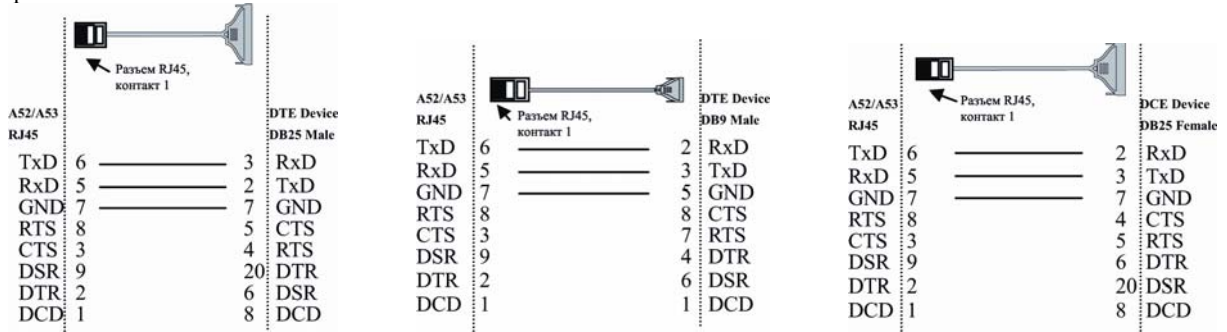 Разъем RJ45,
контакт 1
A52/A53
RJ45
DTE Device
DB25 Male
TxD 6 3 RxD
RxD 5 2 TxD
GND 7 7 GND
RTS 8 5 CTS
CTS 3 4 RTS
DSR 9 20 DTR
DTR 2 6 DSR
DCD 1 8 DCD
Разъем RJ45,
контакт 1
A52/A53
RJ45
DTE Device
DB9 Male
TxD 6 2 RxD
RxD 5 3 TxD
GND 7 5 GND
RTS 8 8 CTS
CTS 3 7 RTS
DSR 9 4 DTR
DTR 2 6 DSR
DCD 1 1 DCD
Разъем RJ45,
контакт 1
A52/A53
RJ45
DCE Device
DB25 Female
TxD 6 2 RxD
RxD 5 3 TxD
GND 7 7 GND
RTS 8 4 CTS
CTS 3 5 RTS
DSR 9 6 DTR
DTR 2 20 DSR
DCD 1 8 DCD